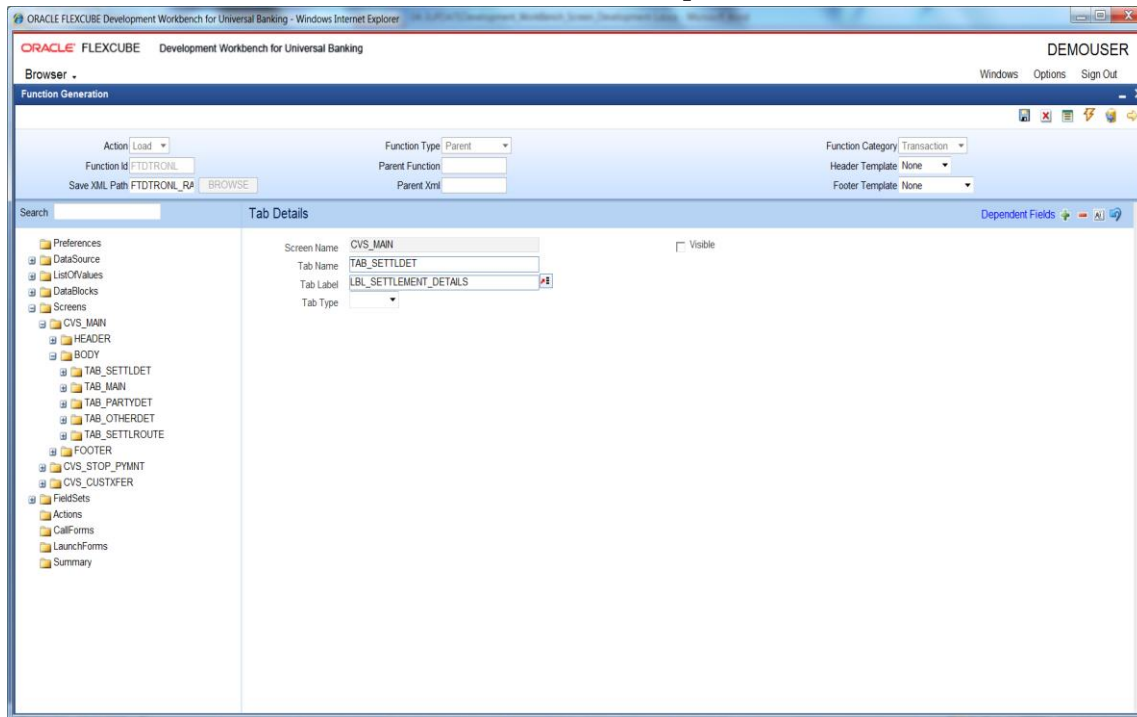 ORACLE FLEXCUBE Development Workbench for Universal Banking - Windows Internet Explorer
ORACLE FLEXCUBE Development Workbench for Universal Banking DEMOUSER
Browser Windows Options Sign Out
Function Generation
Action Load Function Type Parent Function Category Transaction
Function Id FTDTRONL Parent Function Header Template None
Save XML Path FTDTRONL_RA BROWSE Parent Xml Footer Template None
Search Tab Details Dependent Fields
Preferences Screen Name CVS_MAIN Visible
DataSource Tab Name TAB_SETTLDET
ListOfValues Tab Label LBL_SETTLEMENT_DETAILS
DataBlocks Tab Type
Screens
CVS_MAIN
HEADER
BODY
TAB_SETTLDET
TAB_MAIN
TAB_PARTYDET
TAB_OTHERDET
TAB_SETTLROUTE
FOOTER
CVS_STOP_PYMNT
CVS_CUSTXFER
FieldSets
Actions
CallForms
LaunchForms
Summary